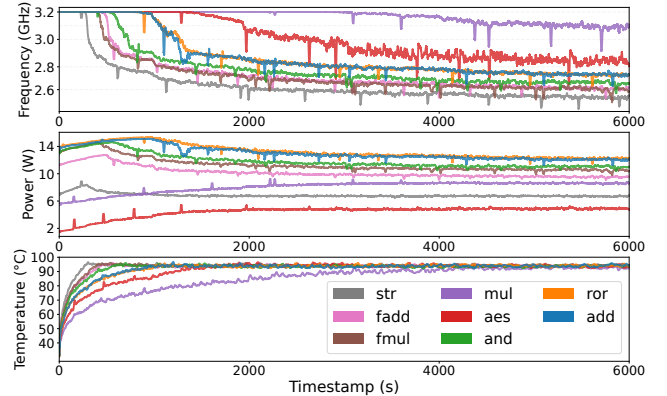 Frequency (GHz)
3.2
3.0
2.8
2.6
0 2000 4000 6000
Power (W)
14
10
6
2
0 2000 4000 6000
Temperature (°C)
100
90
80
70
60
50
40
str mul ror
fadd aes add
fmul and
0 2000 4000 6000
Timestamp (s)